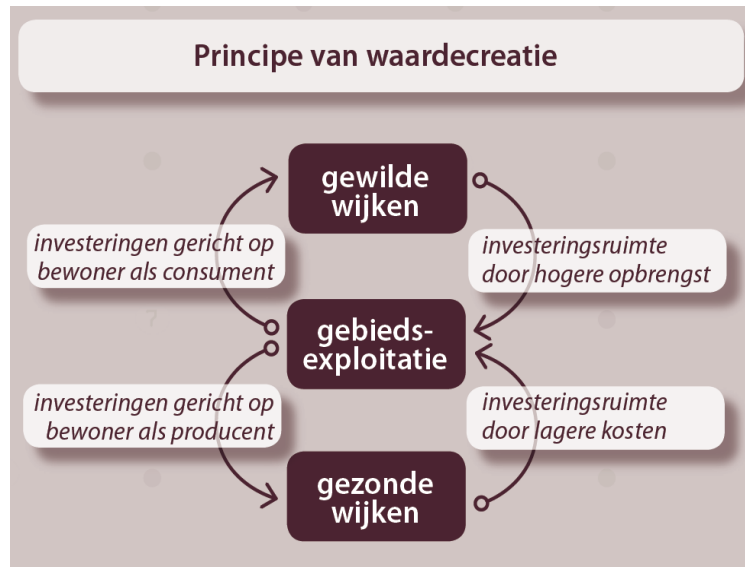 Principe van waardecreatie
gewilde
wijken
investeringen gericht op
bewoner als consument
investeringsruimte
door hogere opbrengst
gebieds-
exploitatie
investeringen gericht op
bewoner als producent
investeringsruimte
door lagere kosten
gezonde
wijken
?